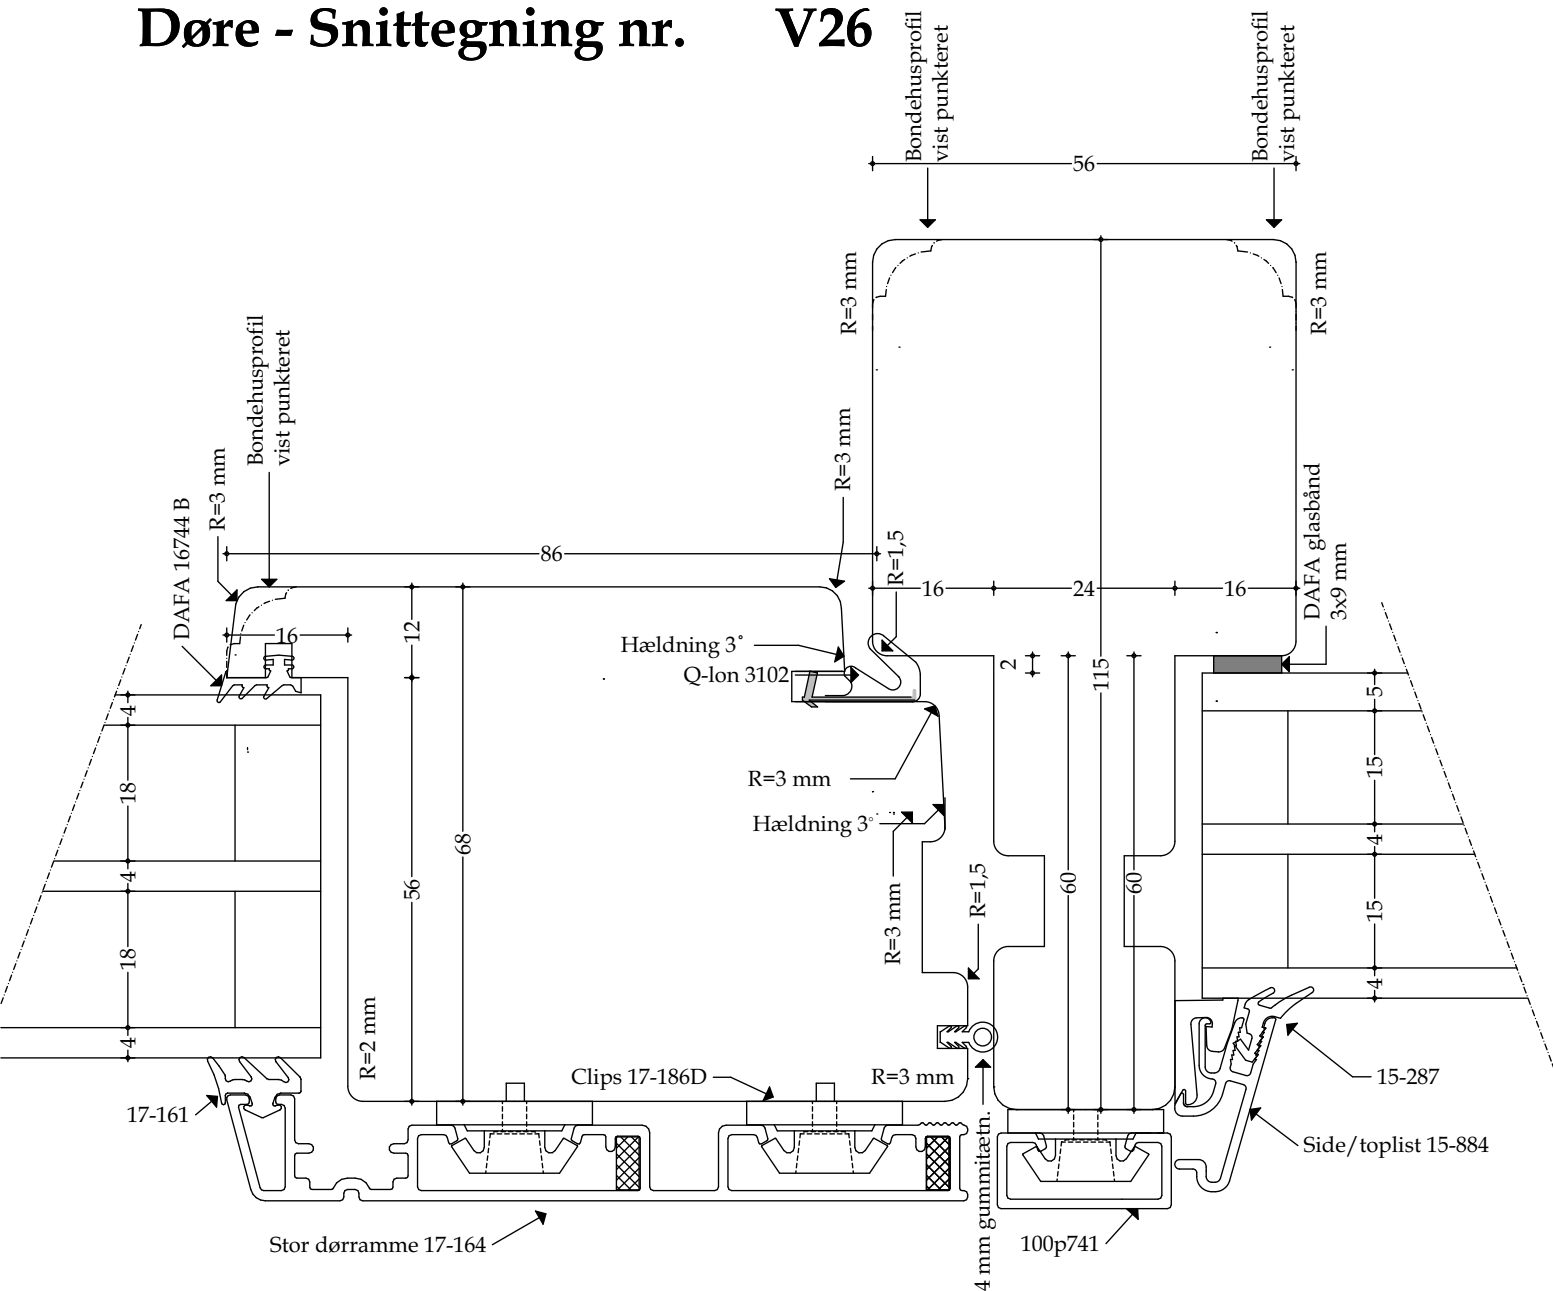 Døre - Snittegning nr. V26
Bondehusprofil
vist punkteret
Bondehusprofil
vist punkteret
56
R=3 mm
R=3 mm
Bondehusprofil
vist punkteret
R=3 mm
DAFA 16744 B
R=3 mm
86
R=1,5
16
24
16
DAFA glasbånd
3x9 mm
16
12
Hældning 3°
Q-lon 3102
2
115
5
4
18
68
R=3 mm
15
Hældning 3°
4
4
56
R=3 mm
R=1,5
60
60
15
18
4
4
R=2 mm
Clips 17-186D
R=3 mm
15-287
17-161
4 mm gummitætn.
Side/toplist 15-884
Stor dørramme 17-164
100p741